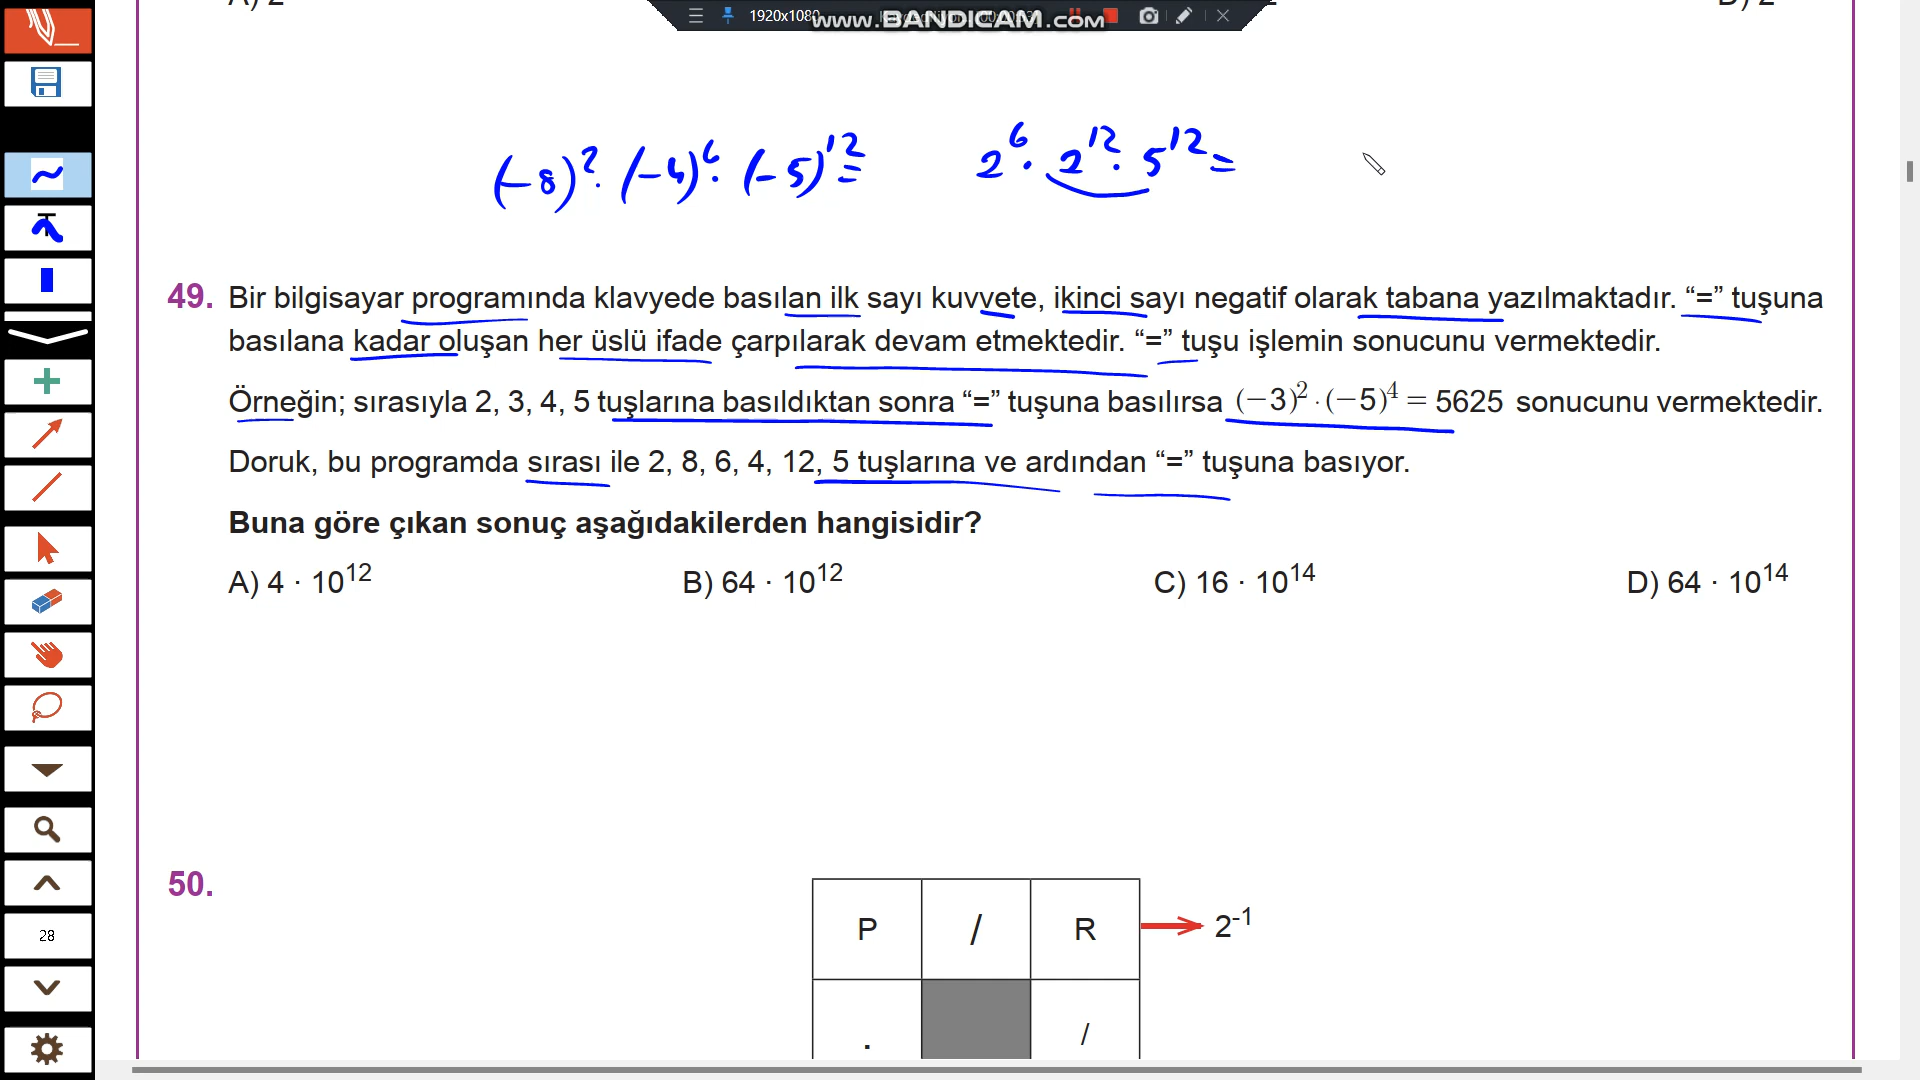 1920x1080
www.BANDICAM.com
(-8)² · (-4)⁶ · (-5)¹² = 2⁶ · 2¹² · 5¹² =
49. Bir bilgisayar programında klavyede basılan ilk sayı kuvvete, ikinci sayı negatif olarak tabana yazılmaktadır. “=” tuşuna
basılana kadar oluşan her üslü ifade çarpılarak devam etmektedir. “=” tuşu işlemin sonucunu vermektedir.
Örneğin; sırasıyla 2, 3, 4, 5 tuşlarına basıldıktan sonra “=” tuşuna basılırsa (−3)² · (−5)⁴ = 5625 sonucunu vermektedir.
Doruk, bu programda sırası ile 2, 8, 6, 4, 12, 5 tuşlarına ve ardından “=” tuşuna basıyor.
Buna göre çıkan sonuç aşağıdakilerden hangisidir?
A) 4 · 10¹² B) 64 · 10¹² C) 16 · 10¹⁴ D) 64 · 10¹⁴
50.
P / R 2⁻¹
. /
28